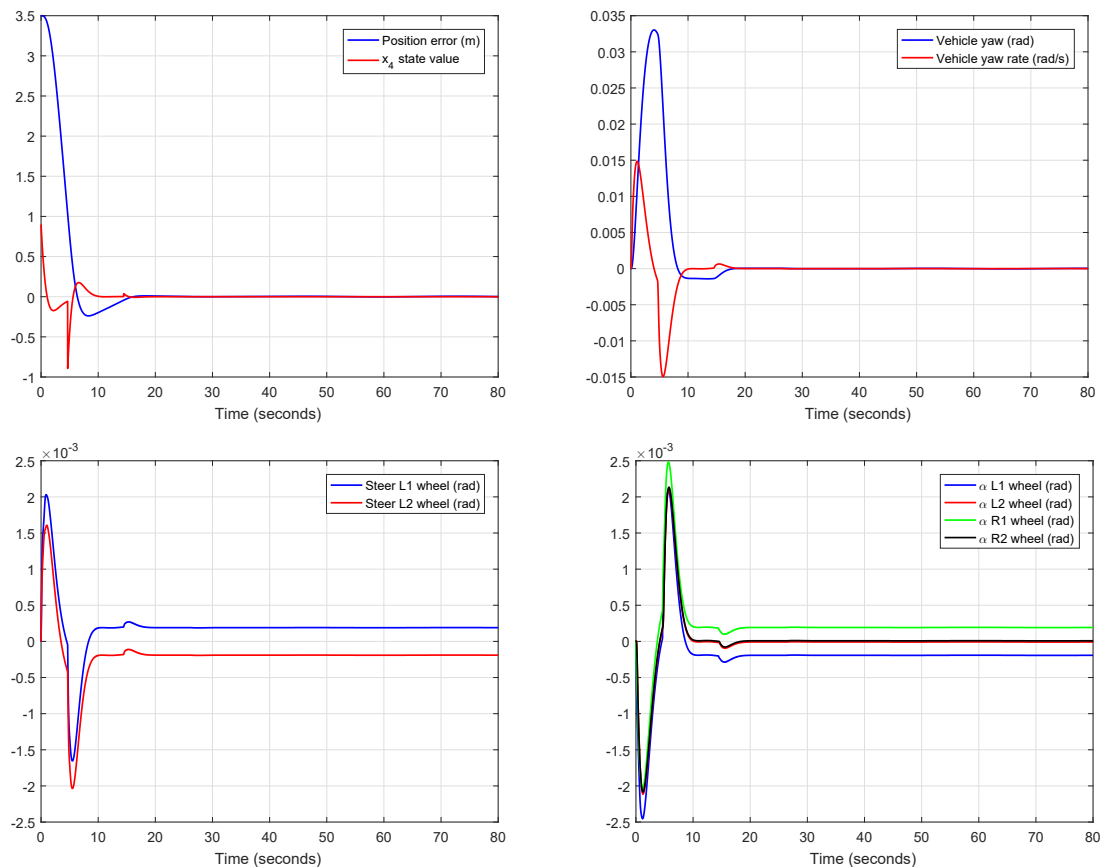 3.5
3
2.5
2
1.5
1
0.5
0
-0.5
-1
0 10 20 30 40 50 60 70 80
Time (seconds)
Position error (m)
x4 state value
0.035
0.03
0.025
0.02
0.015
0.01
0.005
0
-0.005
-0.01
-0.015
0 10 20 30 40 50 60 70 80
Time (seconds)
Vehicle yaw (rad)
Vehicle yaw rate (rad/s)
×10-3
2.5
2
1.5
1
0.5
0
-0.5
-1
-1.5
-2
-2.5
0 10 20 30 40 50 60 70 80
Time (seconds)
Steer L1 wheel (rad)
Steer L2 wheel (rad)
×10-3
2.5
2
1.5
1
0.5
0
-0.5
-1
-1.5
-2
-2.5
0 10 20 30 40 50 60 70 80
Time (seconds)
α L1 wheel (rad)
α L2 wheel (rad)
α R1 wheel (rad)
α R2 wheel (rad)